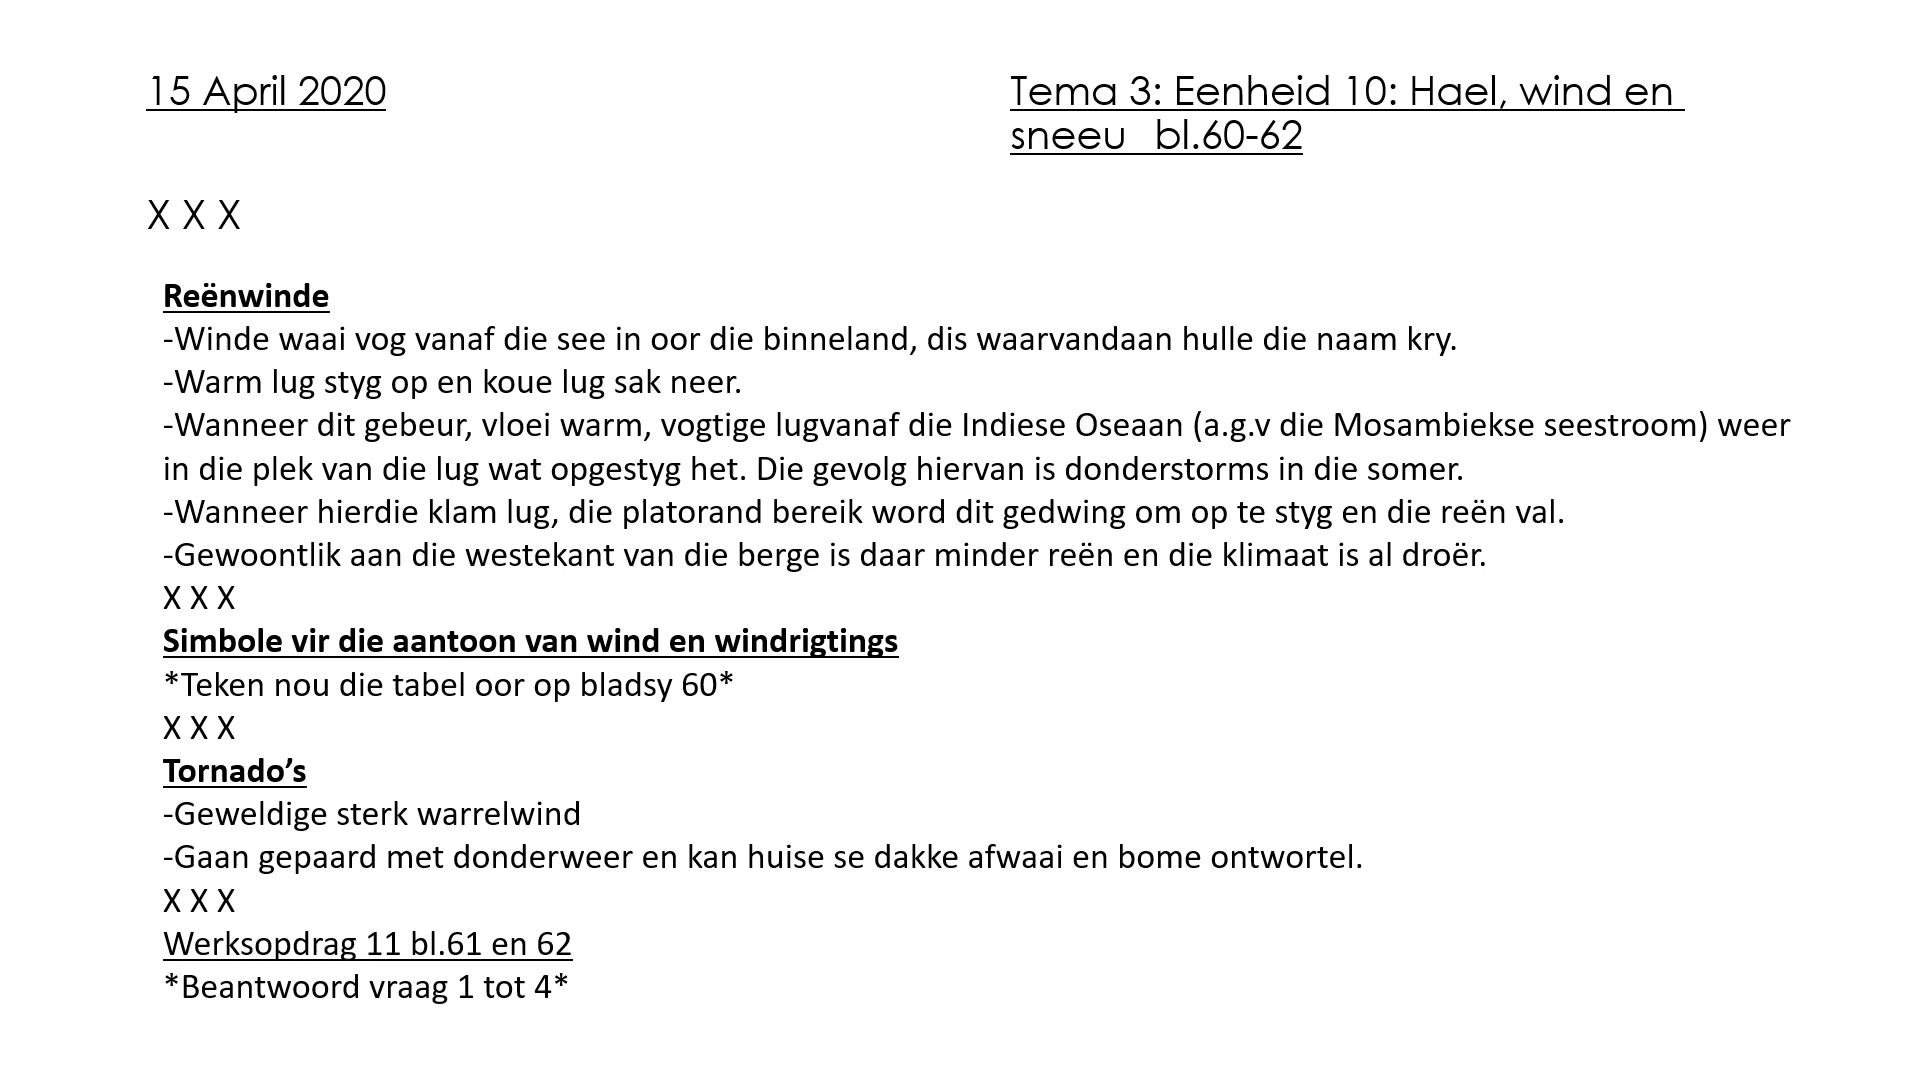 15 April 2020
Tema 3: Eenheid 10: Hael, wind en
sneeu bl.60-62
X X X
Reënwinde
-Winde waai vog vanaf die see in oor die binneland, dis waarvandaan hulle die naam kry.
-Warm lug styg op en koue lug sak neer.
-Wanneer dit gebeur, vloei warm, vogtige lugvanaf die Indiese Oseaan (a.g.v die Mosambiekse seestroom) weer
in die plek van die lug wat opgestyg het. Die gevolg hiervan is donderstorms in die somer.
-Wanneer hierdie klam lug, die platorand bereik word dit gedwing om op te styg en die reën val.
-Gewoontlik aan die westekant van die berge is daar minder reën en die klimaat is al droër.
X X X
Simbole vir die aantoon van wind en windrigtings
*Teken nou die tabel oor op bladsy 60*
X X X
Tornado’s
-Geweldige sterk warrelwind
-Gaan gepaard met donderweer en kan huise se dakke afwaai en bome ontwortel.
X X X
Werksopdrag 11 bl.61 en 62
*Beantwoord vraag 1 tot 4*